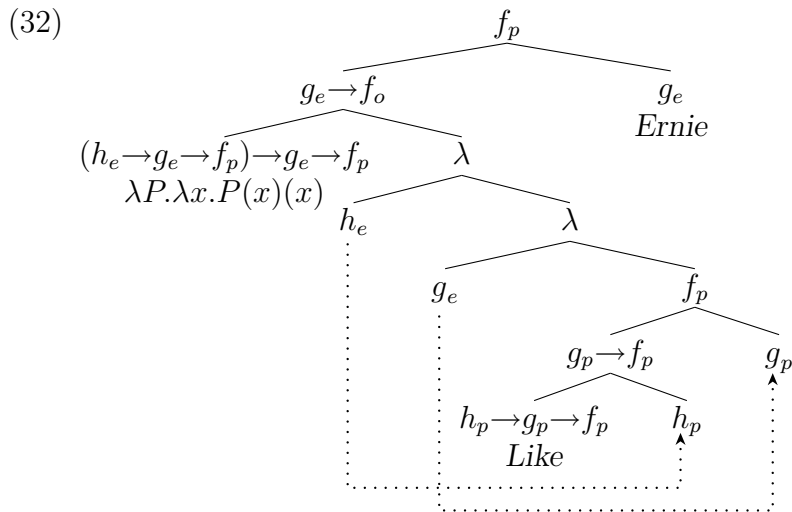 (32)
f_p
g_e→f_o g_e
Ernie
(h_e→g_e→f_p)→g_e→f_p λ
λP.λx.P(x)(x)
h_e λ
g_e f_p
g_p→f_p g_p
h_p→g_p→f_p h_p
Like